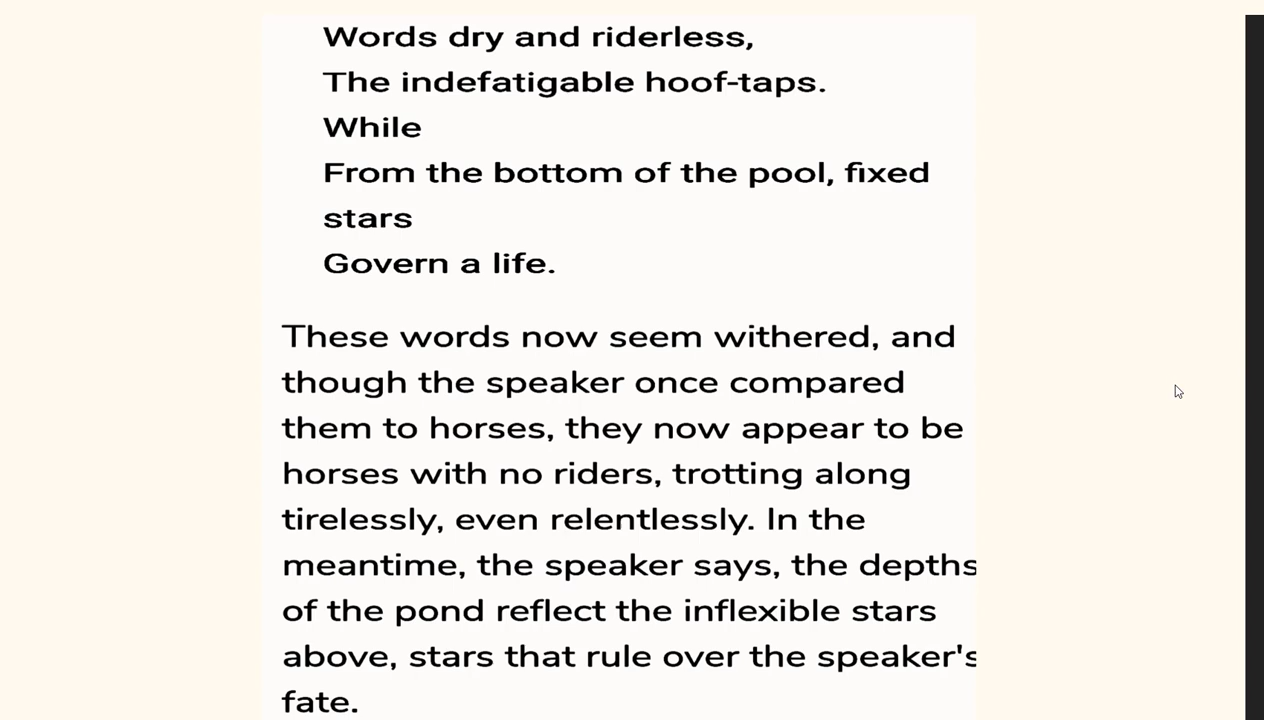 Words dry and riderless,
The indefatigable hoof-taps.
While
From the bottom of the pool, fixed
stars
Govern a life.
These words now seem withered, and
though the speaker once compared
them to horses, they now appear to be
horses with no riders, trotting along
tirelessly, even relentlessly. In the
meantime, the speaker says, the depths
of the pond reflect the inflexible stars
above, stars that rule over the speaker's
fate.